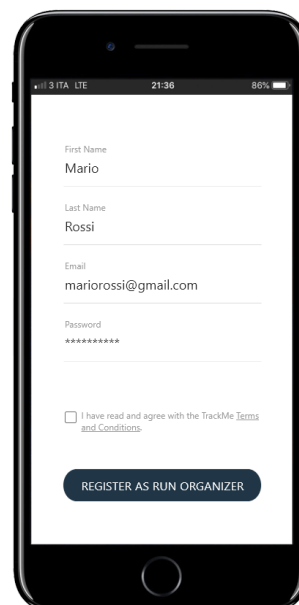 3 ITA LTE 21:36 86%
First Name
Mario
Last Name
Rossi
Email
mariorossi@gmail.com
Password
**********
I have read and agree with the TrackMe Terms
and Conditions.
REGISTER AS RUN ORGANIZER